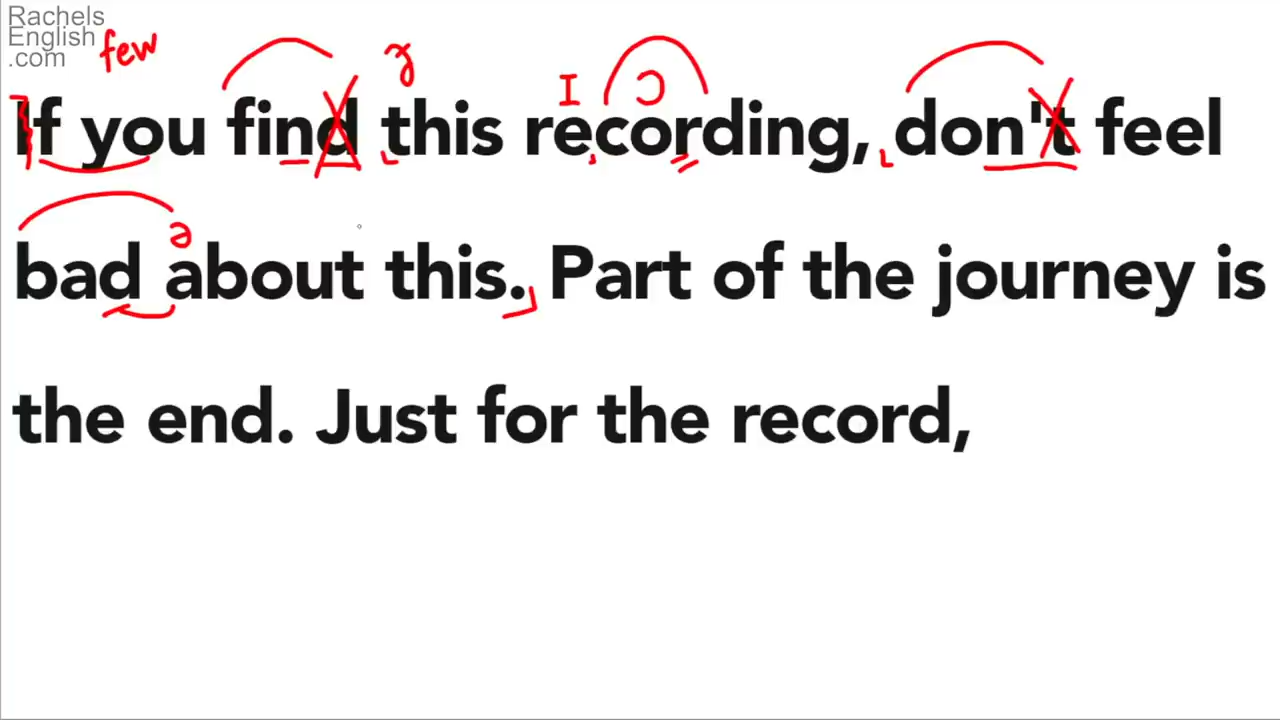 Rachels
English
.com
few
ʒ
I
ɔ
If you find this recording, don't feel
ə
bad about this. Part of the journey is
the end. Just for the record,